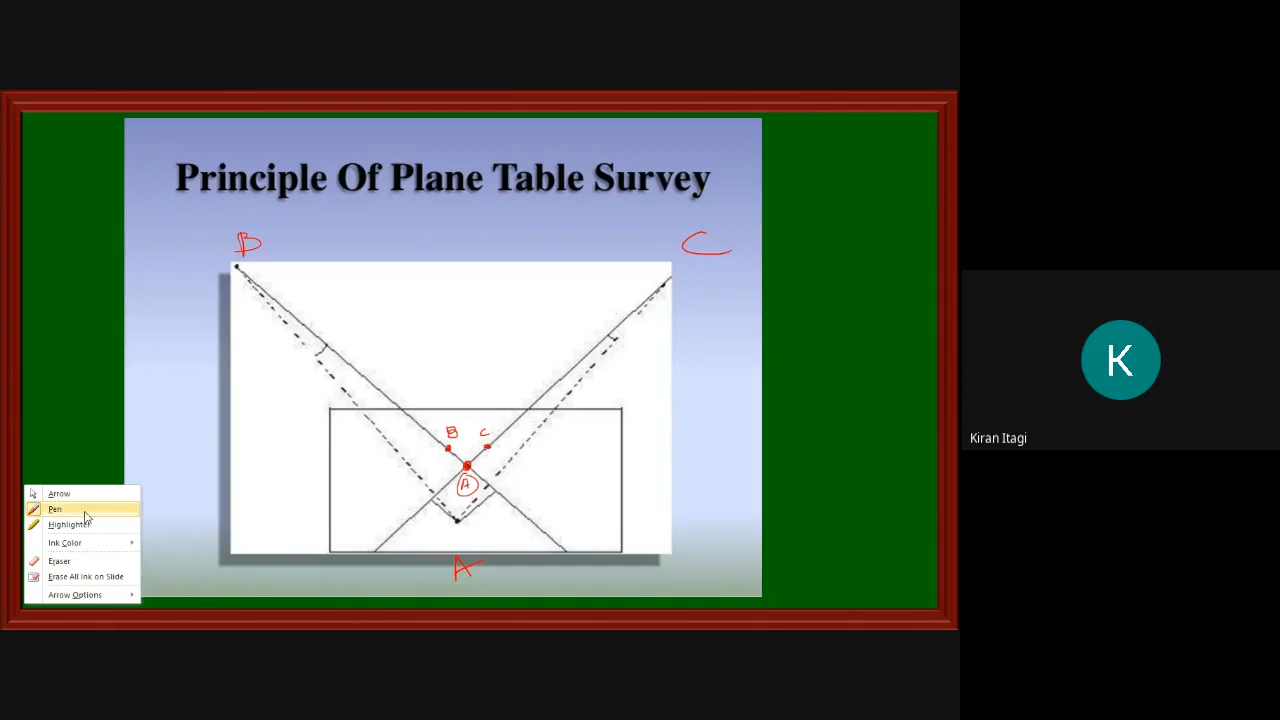 Principle Of Plane Table Survey
B
C
B
C
A
A
Arrow
Pen
Highlighter
Ink Color
Eraser
Erase All Ink on Slide
Arrow Options
K
Kiran Itagi